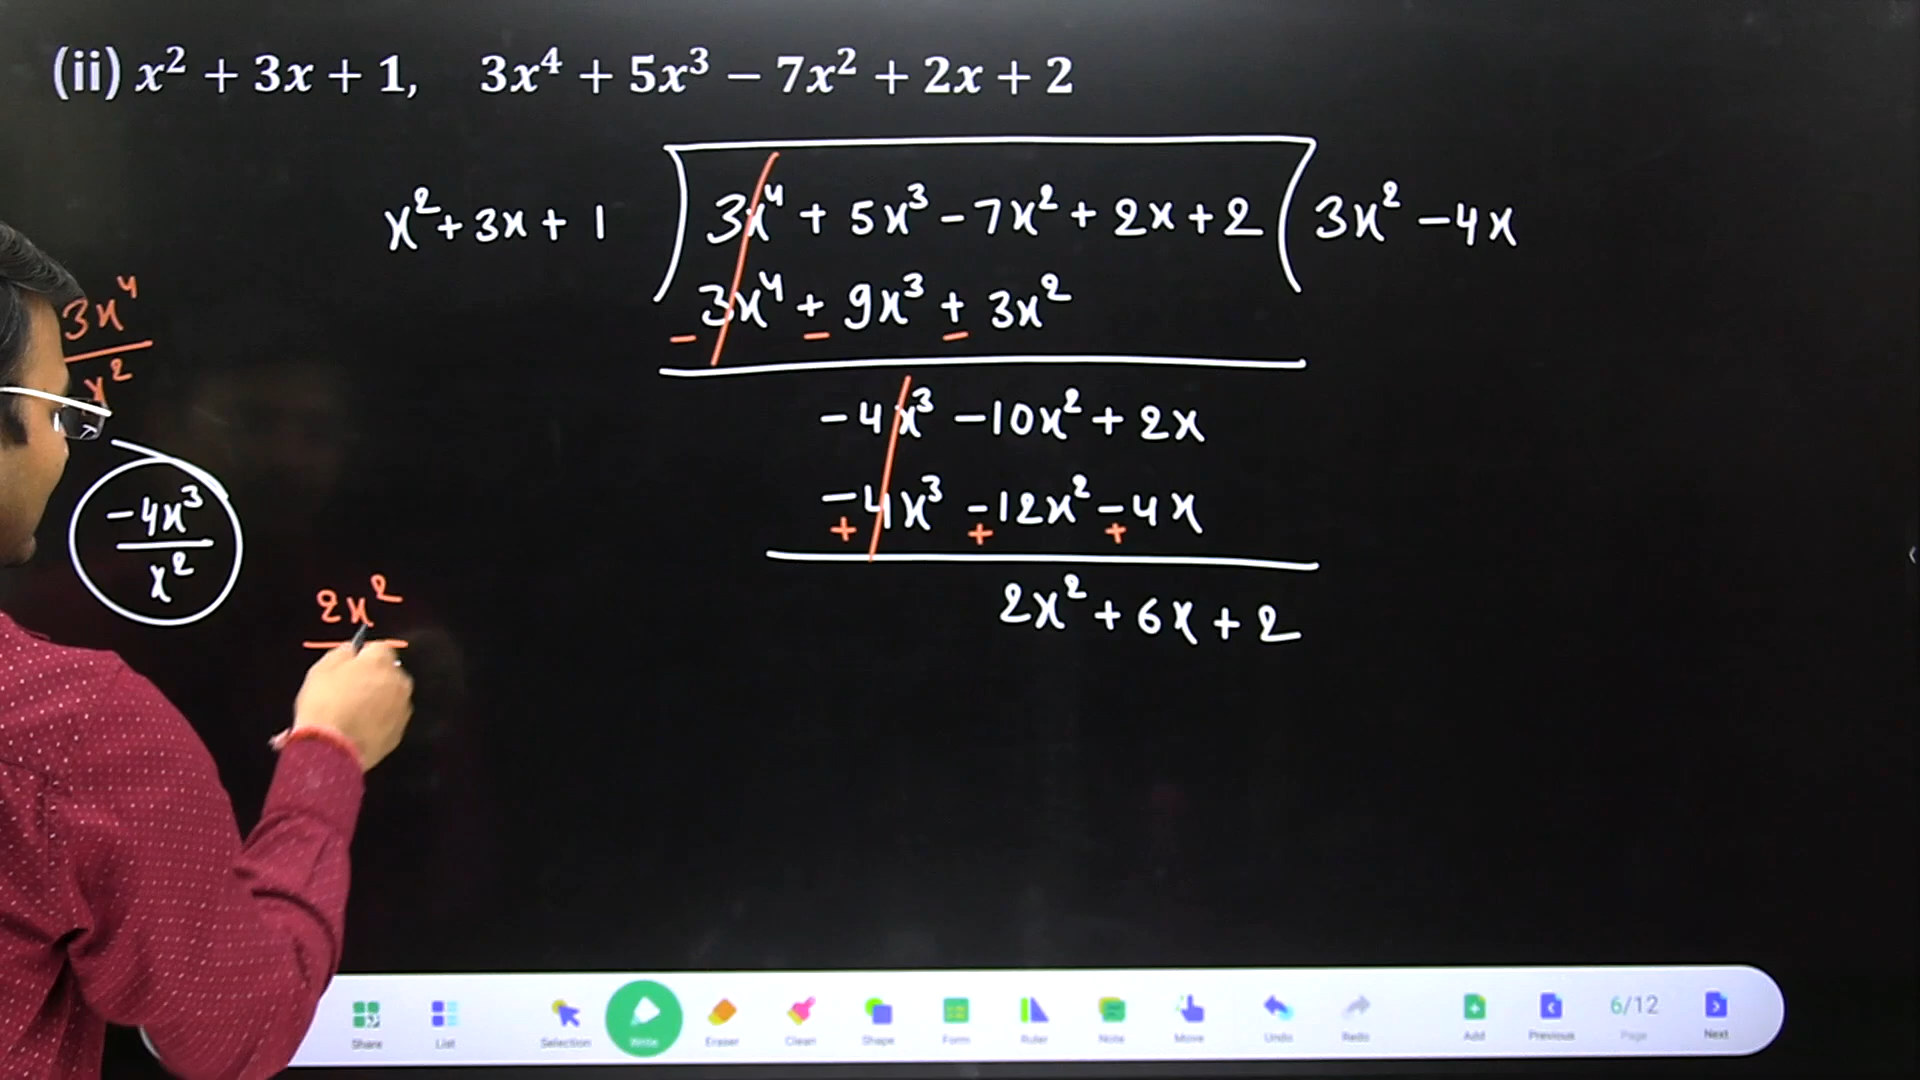 (ii) x² + 3x + 1,    3x⁴ + 5x³ − 7x² + 2x + 2
x² + 3x + 1 ) 3x⁴ + 5x³ − 7x² + 2x + 2 ( 3x² − 4x
3x⁴ + 9x³ + 3x²
− − −
−4x³ − 10x² + 2x
−4x³ − 12x² − 4x
+ + +
2x² + 6x + 2
3x⁴
x²
−4x³
x²
2x²
Share List Selection Write Eraser Clean Shape Form Ruler Note Move Undo Redo Add Previous 6/12 Page Next